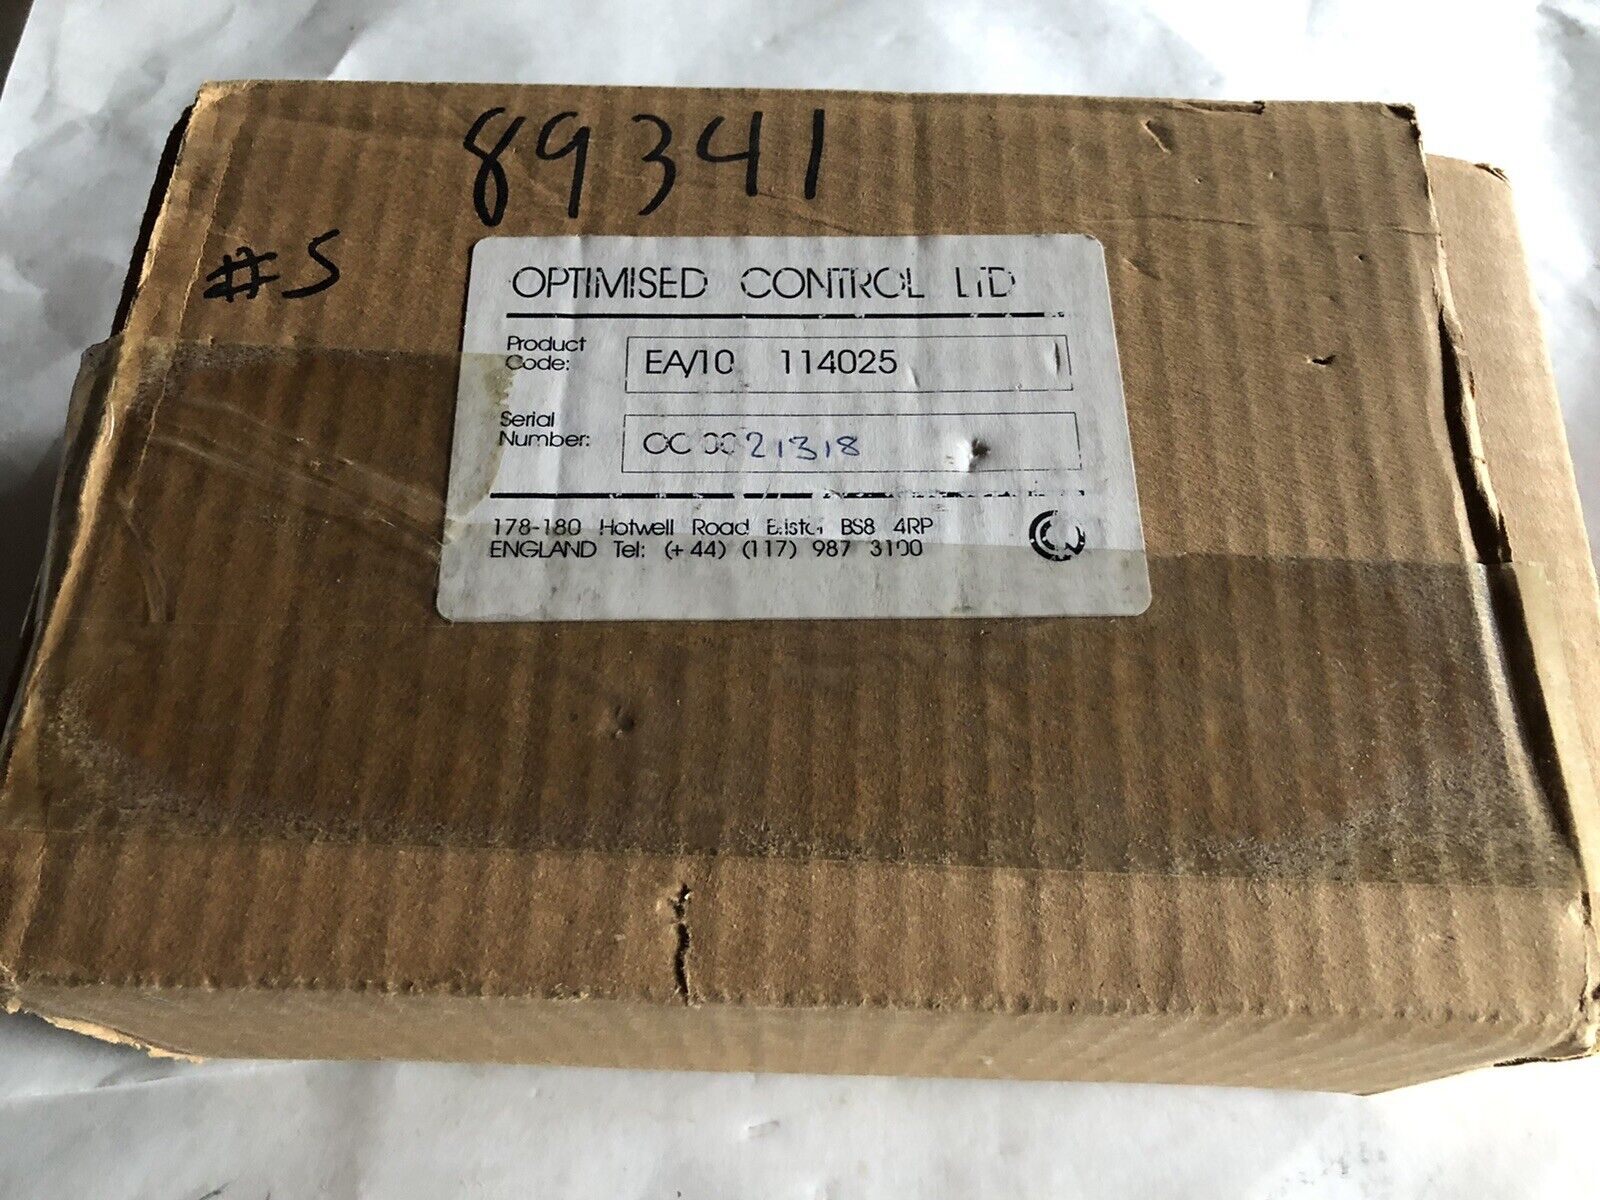 89341
#5
OPTIMISED CONTROL LTD
Product Code: EA/10 114025
Serial Number: OC 0021318
178-180 Hotwell Road Bristol BS8 4RP
ENGLAND Tel: (+44) (117) 987 3100